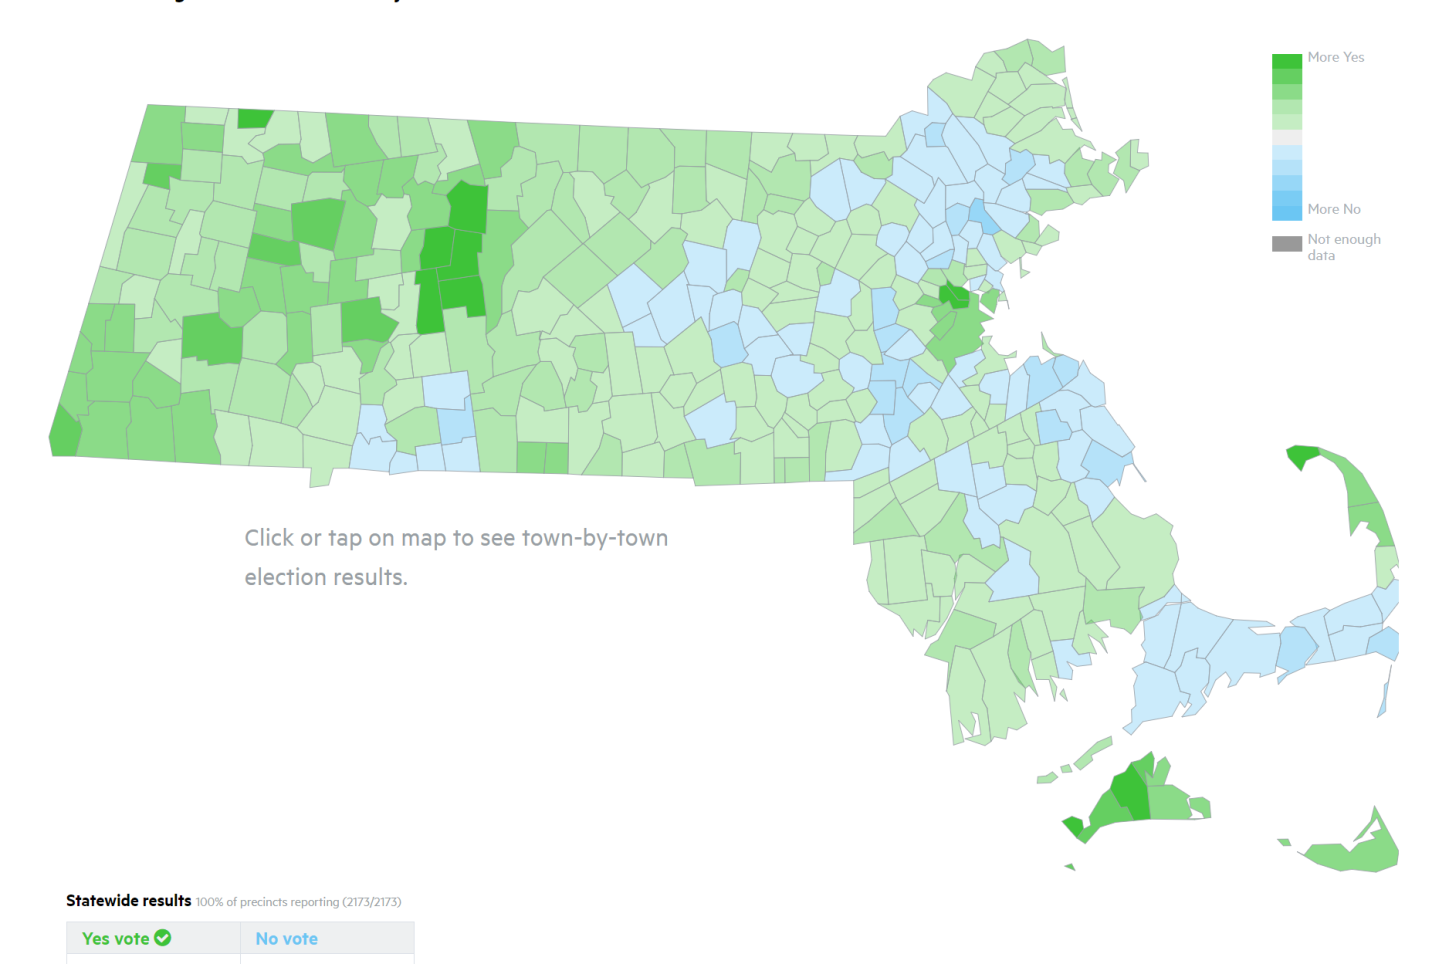 More Yes
More No
Not enough
data
Click or tap on map to see town-by-town
election results.
Statewide results 100% of precincts reporting (2173/2173)
Yes vote No vote